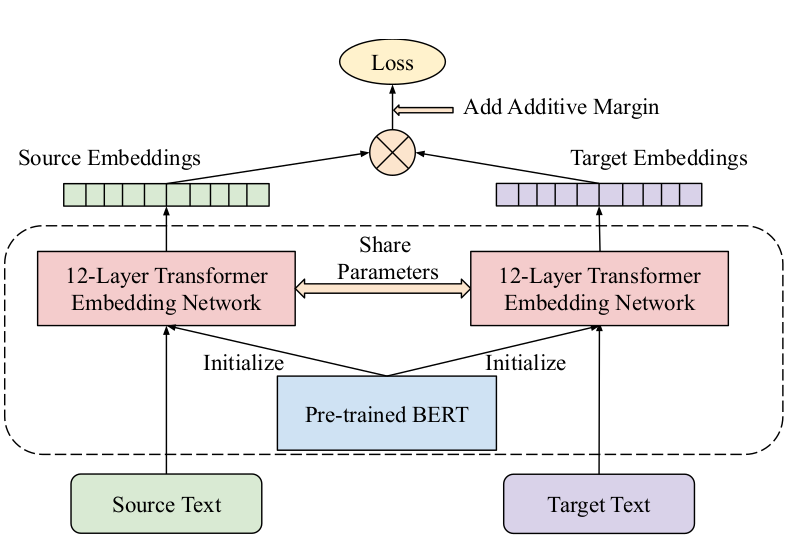 Loss
Add Additive Margin
Source Embeddings
Target Embeddings
Share
Parameters
12-Layer Transformer
Embedding Network
12-Layer Transformer
Embedding Network
Initialize
Initialize
Pre-trained BERT
Source Text
Target Text